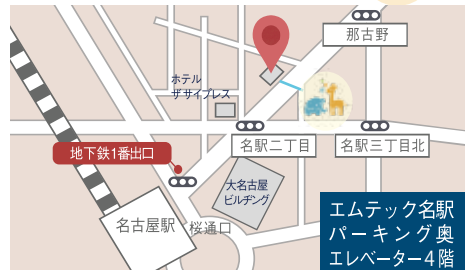 那古野
ホテル
ザサイプレス
名駅二丁目
名駅三丁目北
地下鉄1番出口
大名古屋
ビルヂング
名古屋駅
桜通口
エムテック名駅
パーキング奥
エレベーター4階